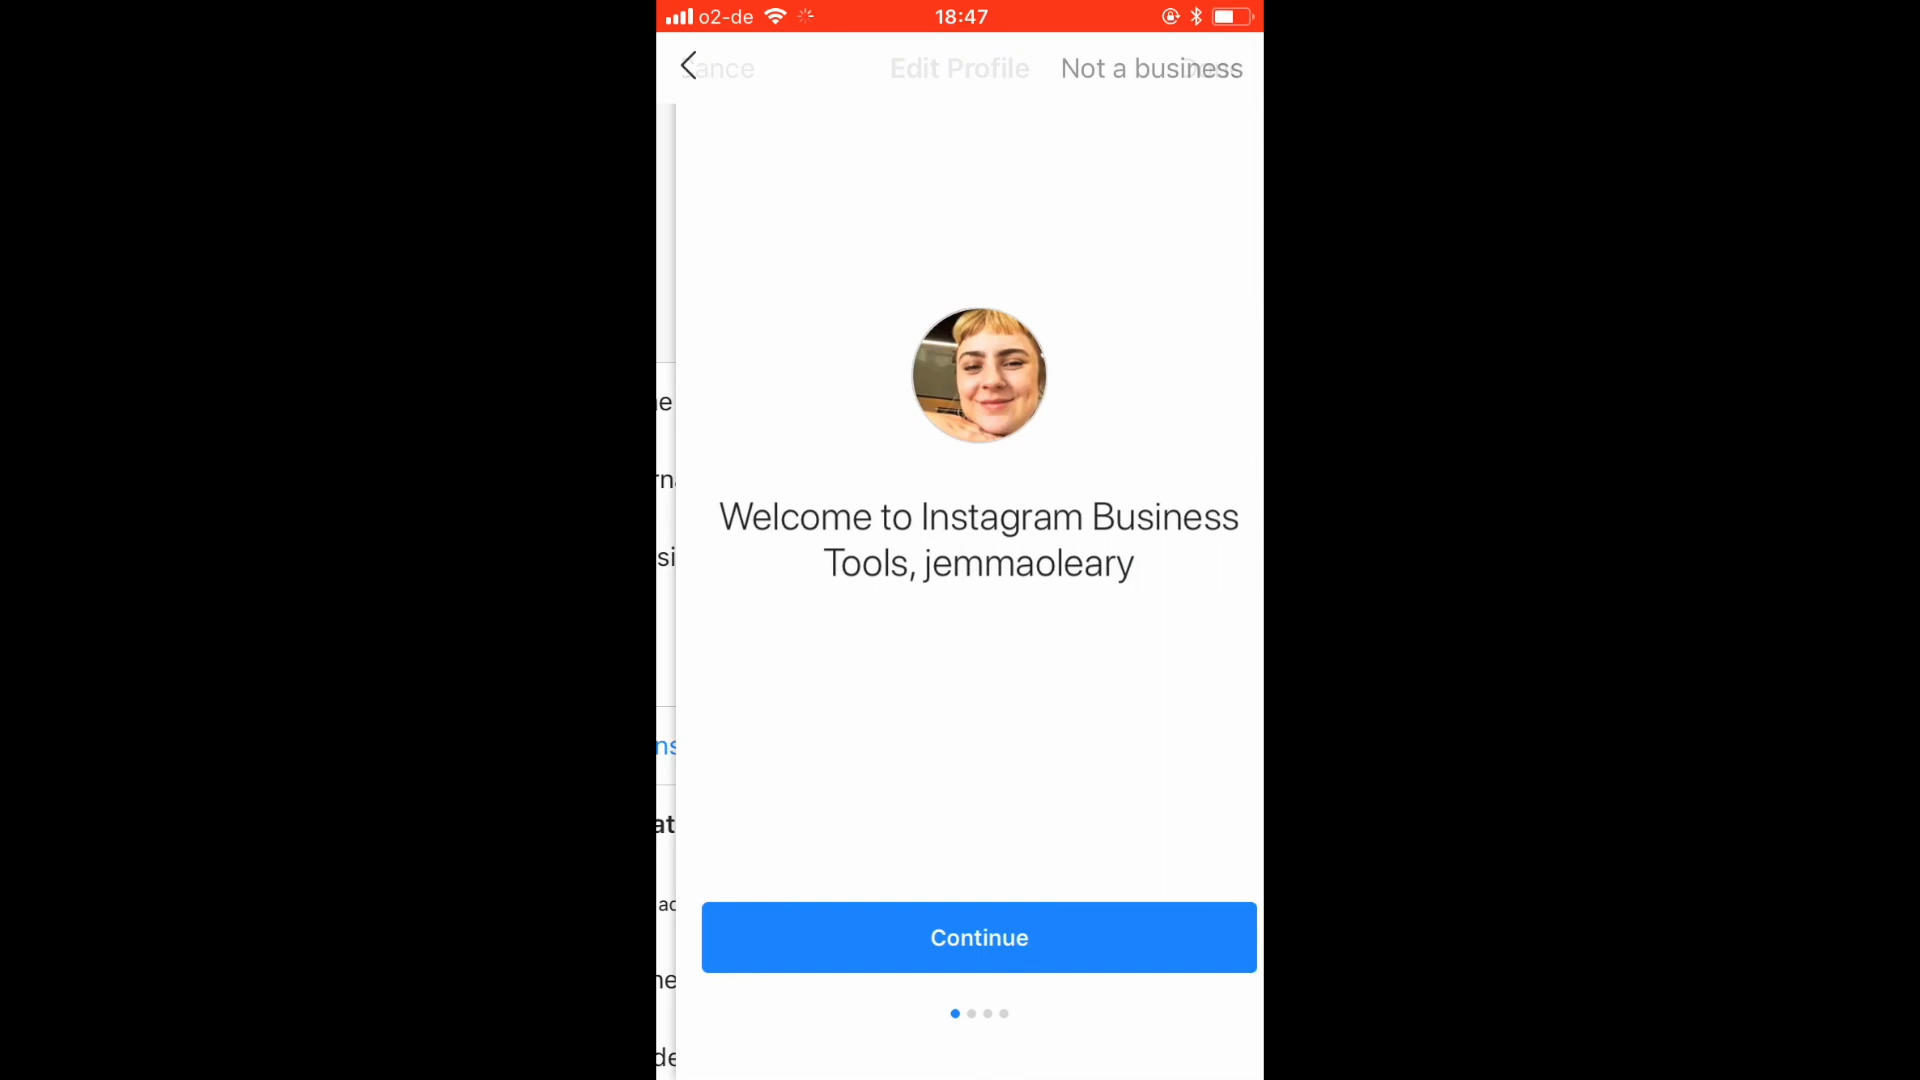 o2-de 18:47
Edit Profile Not a business
Welcome to Instagram Business
Tools, jemmaoleary
Continue